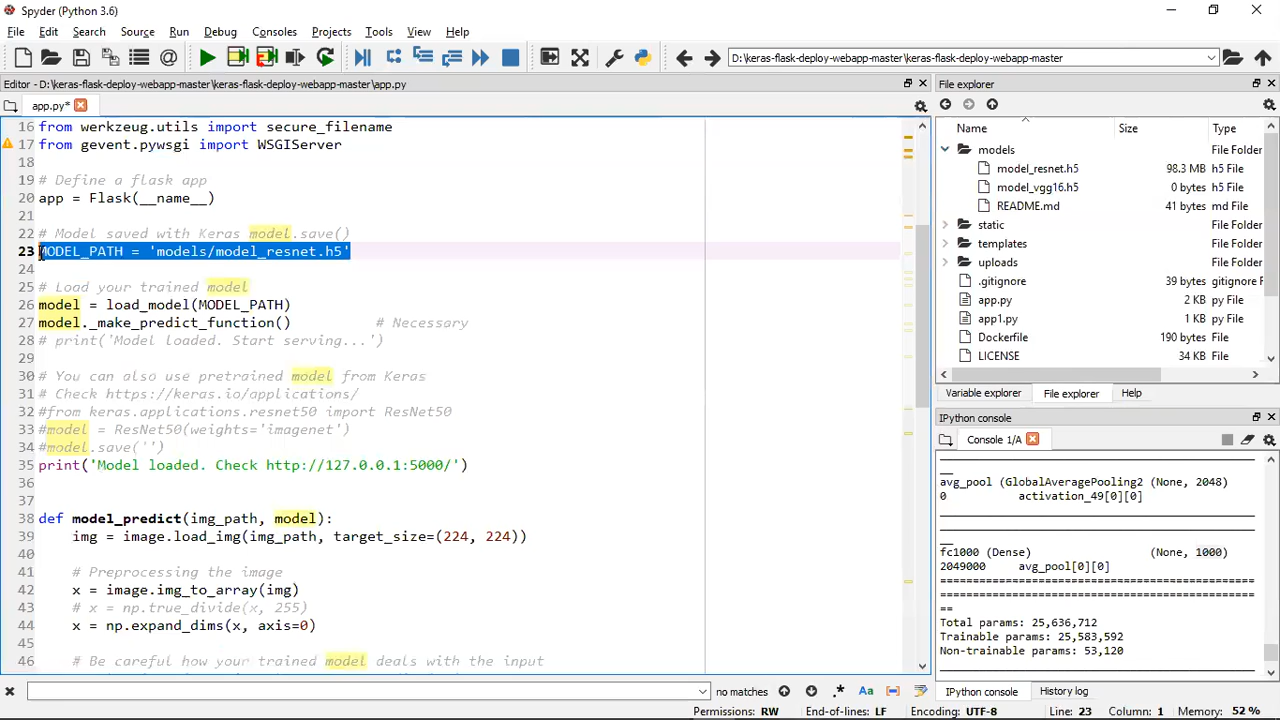 Spyder (Python 3.6)
File Edit Search Source Run Debug Consoles Projects Tools View Help
D:\keras-flask-deploy-webapp-master\keras-flask-deploy-webapp-master
Editor - D:\keras-flask-deploy-webapp-master\keras-flask-deploy-webapp-master\app.py
app.py*
16 from werkzeug.utils import secure_filename
17 from gevent.pywsgi import WSGIServer
18
19 # Define a flask app
20 app = Flask(__name__)
21
22 # Model saved with Keras model.save()
23 MODEL_PATH = 'models/model_resnet.h5'
24
25 # Load your trained model
26 model = load_model(MODEL_PATH)
27 model._make_predict_function() # Necessary
28 # print('Model loaded. Start serving...')
29
30 # You can also use pretrained model from Keras
31 # Check https://keras.io/applications/
32 #from keras.applications.resnet50 import ResNet50
33 #model = ResNet50(weights='imagenet')
34 #model.save('')
35 print('Model loaded. Check http://127.0.0.1:5000/')
36
37
38 def model_predict(img_path, model):
39 img = image.load_img(img_path, target_size=(224, 224))
40
41 # Preprocessing the image
42 x = image.img_to_array(img)
43 # x = np.true_divide(x, 255)
44 x = np.expand_dims(x, axis=0)
45
46 # Be careful how your trained model deals with the input
no matches
Aa
File explorer
Name Size Type
models File Folder
model_resnet.h5 98.3 MB h5 File
model_vgg16.h5 0 bytes h5 File
README.md 41 bytes md File
static File Folder
templates File Folder
uploads File Folder
.gitignore 39 bytes gitignore F
app.py 2 KB py File
app1.py 1 KB py File
Dockerfile 190 bytes File
LICENSE 34 KB File
Variable explorer File explorer Help
IPython console
Console 1/A
__
avg_pool (GlobalAveragePooling2 (None, 2048)
0 activation_49[0][0]
__
fc1000 (Dense) (None, 1000)
2049000 avg_pool[0][0]
==
Total params: 25,636,712
Trainable params: 25,583,592
Non-trainable params: 53,120
IPython console History log
Permissions: RW End-of-lines: LF Encoding: UTF-8 Line: 23 Column: 1 Memory: 52 %